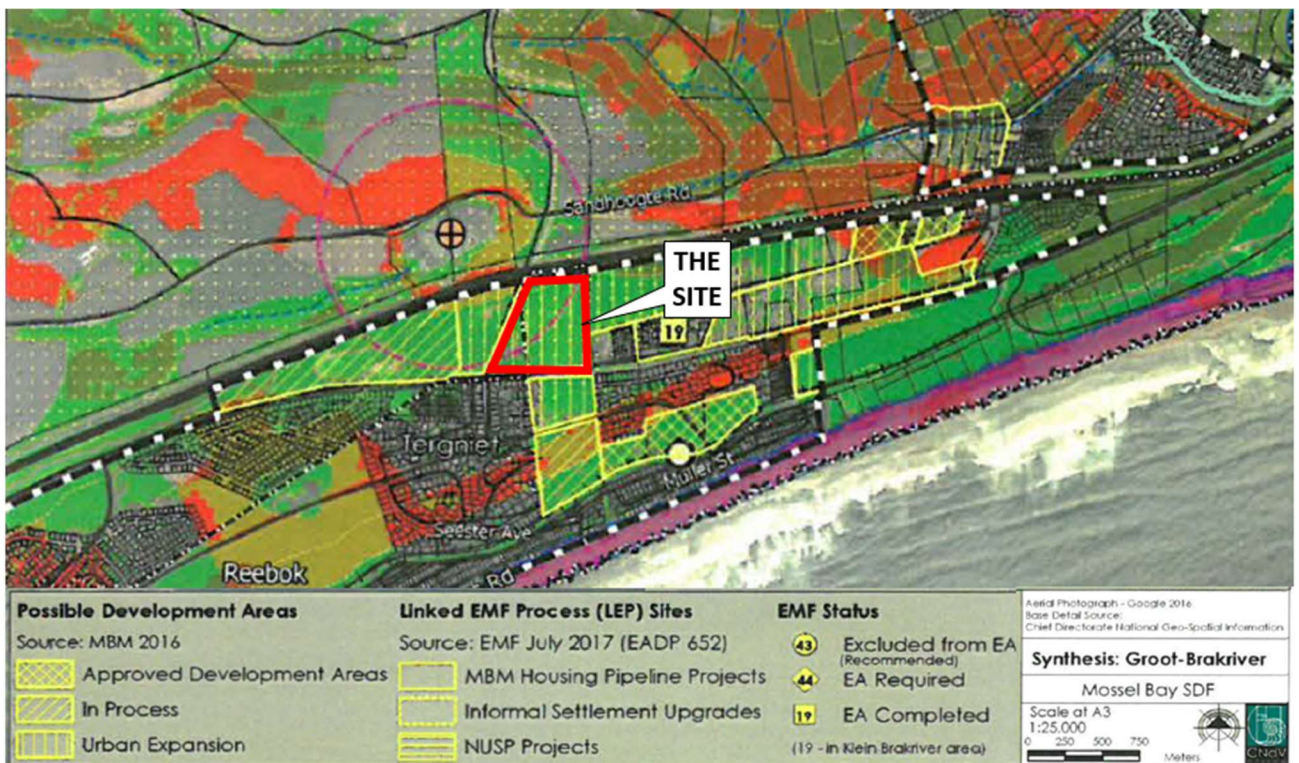 Sandhoogte Rd
THE
SITE
19
Tergniet
Muller St
Seester Ave
Reebok
Rd
Possible Development Areas
Source: MBM 2016
Approved Development Areas
In Process
Urban Expansion
Linked EMF Process (LEP) Sites
Source: EMF July 2017 (EADP 652)
MBM Housing Pipeline Projects
Informal Settlement Upgrades
NUSP Projects
EMF Status
43 Excluded from EA
(Recommended)
44 EA Required
19 EA Completed
(19 - in Klein Brakriver area)
Aerial Photograph - Google 2016
Base Detail Source:
Chief Directorate National Geo-Spatial Information
Synthesis: Groot-Brakriver
Mossel Bay SDF
Scale at A3
1:25.000
0 250 500 750
Meters
CNdV